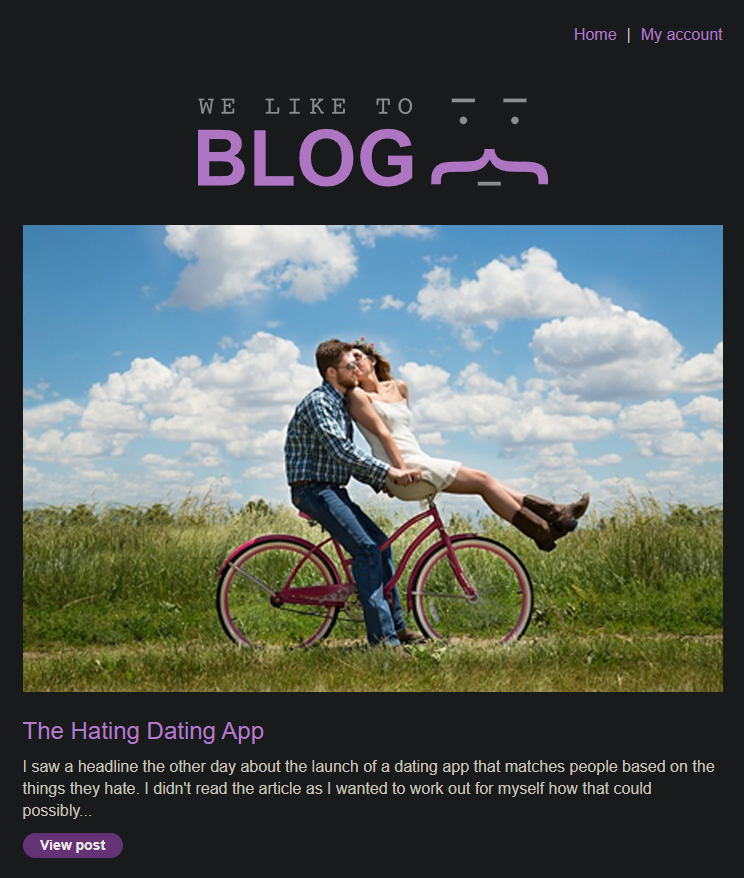 Home | My account
WE LIKE TO
BLOG
The Hating Dating App
I saw a headline the other day about the launch of a dating app that matches people based on the
things they hate. I didn't read the article as I wanted to work out for myself how that could
possibly...
View post